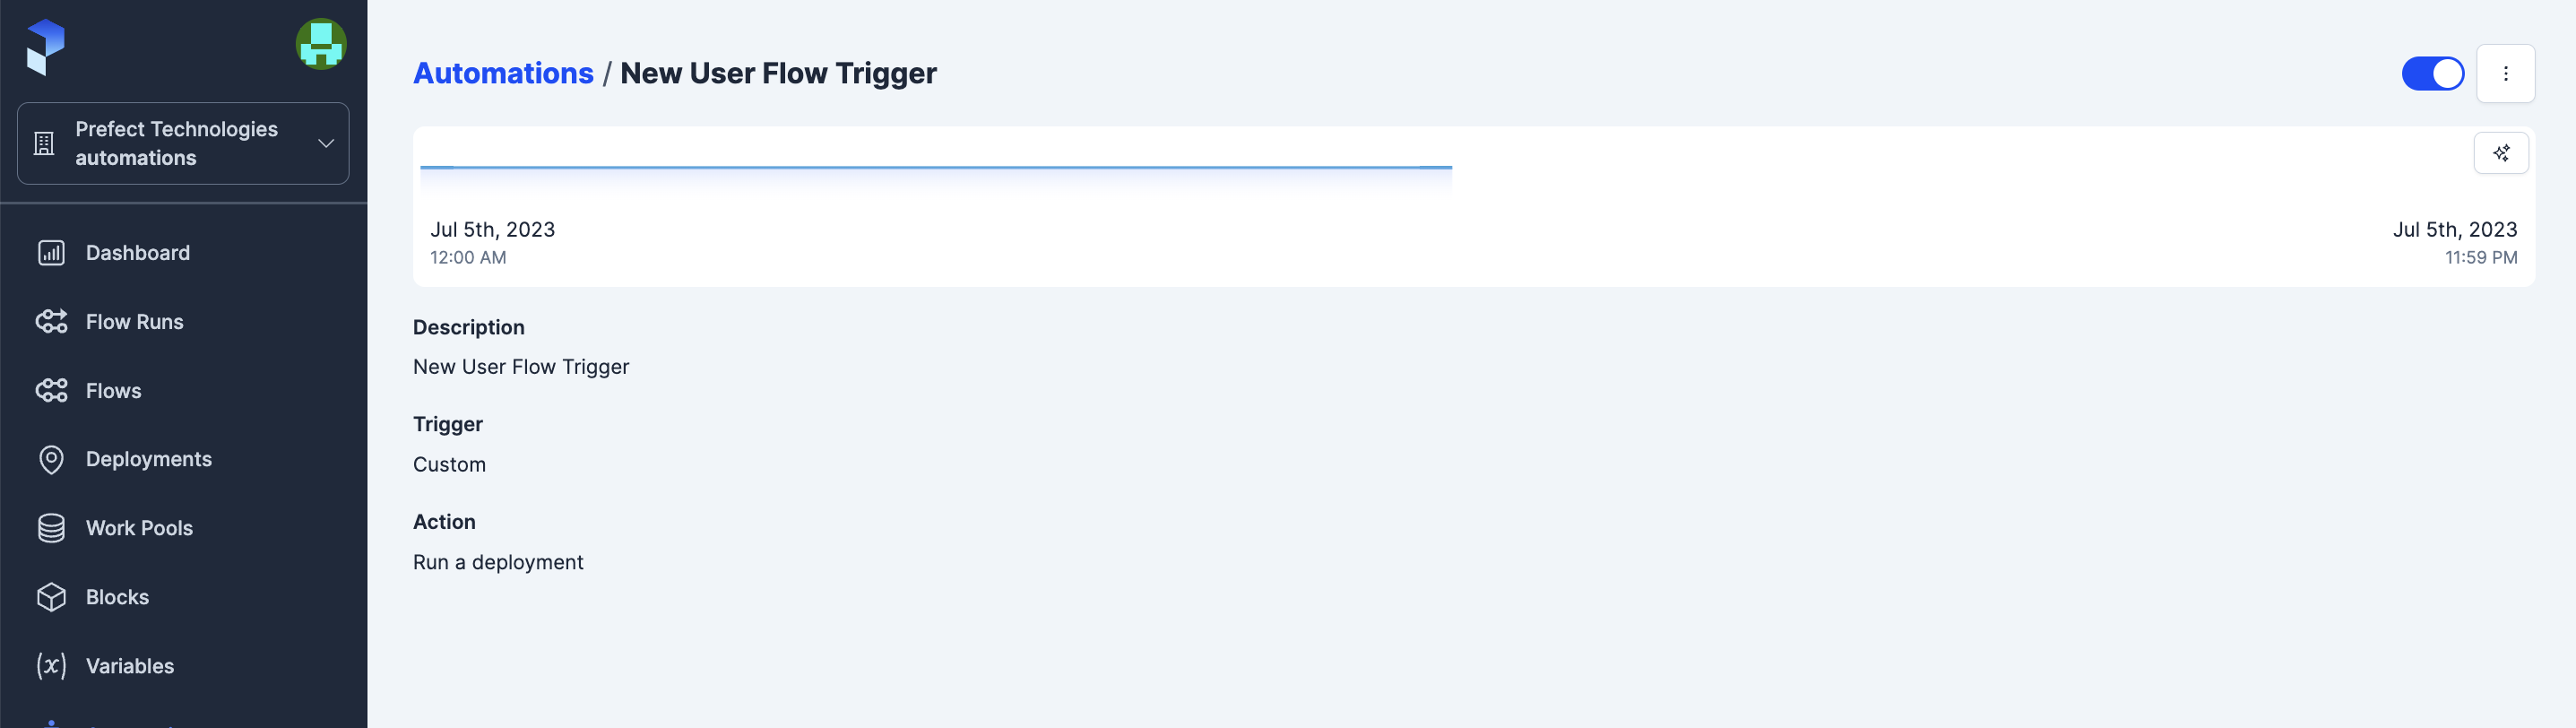 Prefect Technologies
automations
Dashboard
Flow Runs
Flows
Deployments
Work Pools
Blocks
(x) Variables
Automations / New User Flow Trigger
Jul 5th, 2023
12:00 AM
Jul 5th, 2023
11:59 PM
Description
New User Flow Trigger
Trigger
Custom
Action
Run a deployment